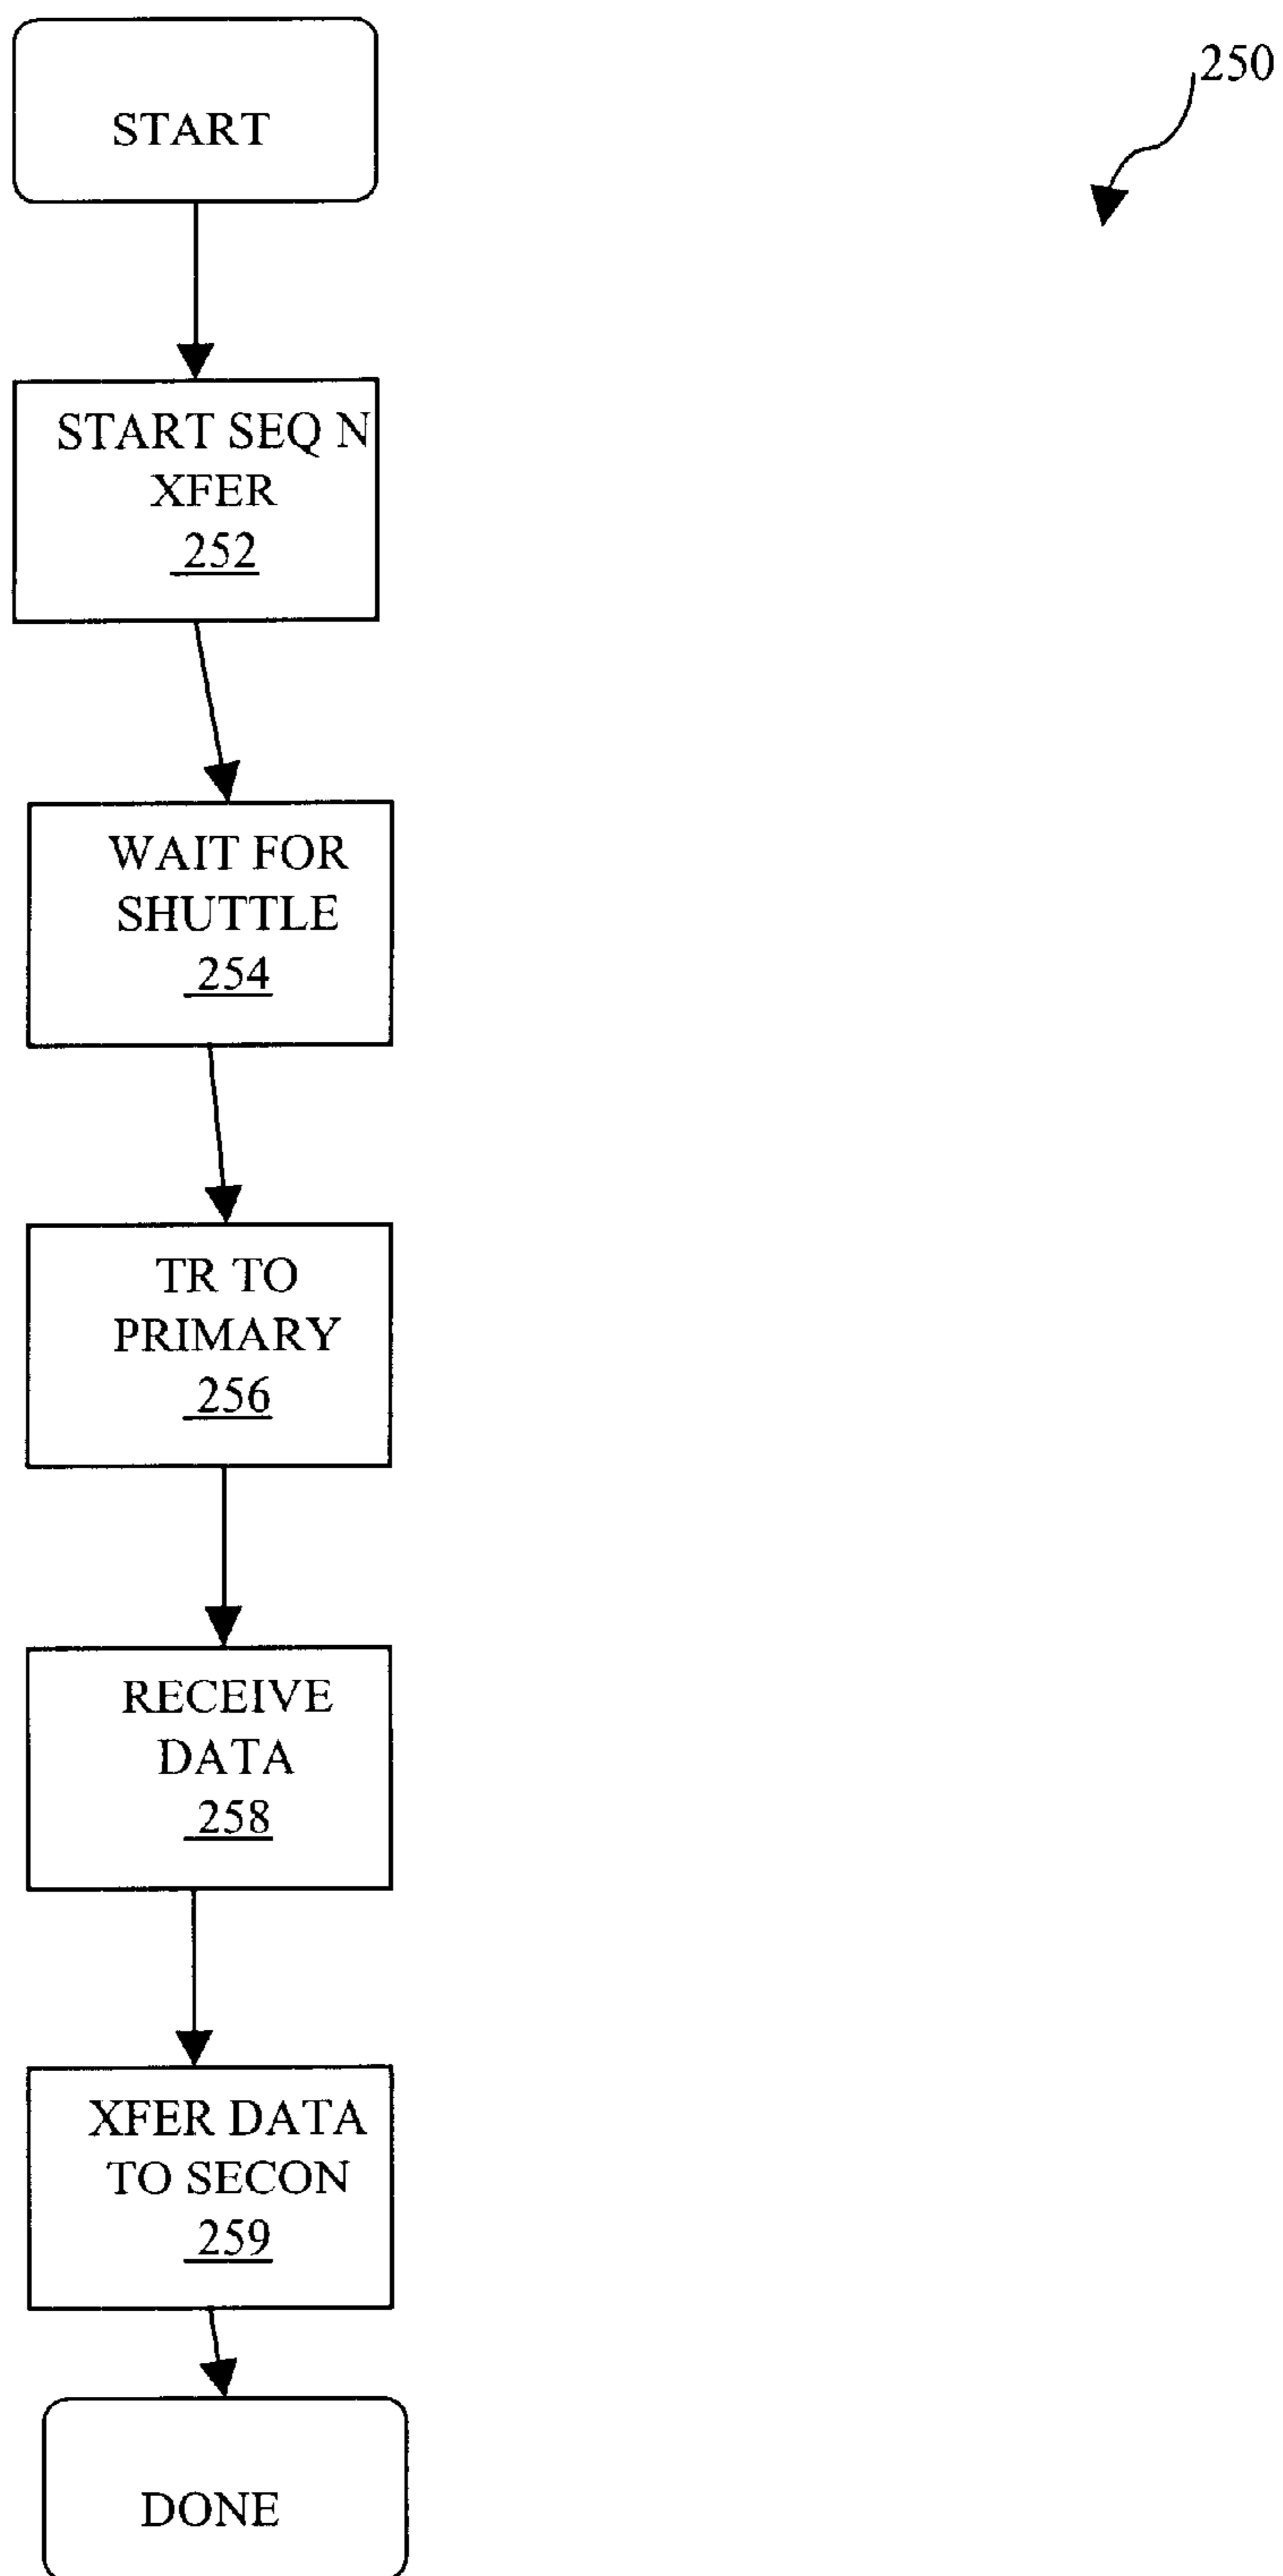 250
START
START SEQ N
XFER
252
WAIT FOR
SHUTTLE
254
TR TO
PRIMARY
256
RECEIVE
DATA
258
XFER DATA
TO SECON
259
DONE